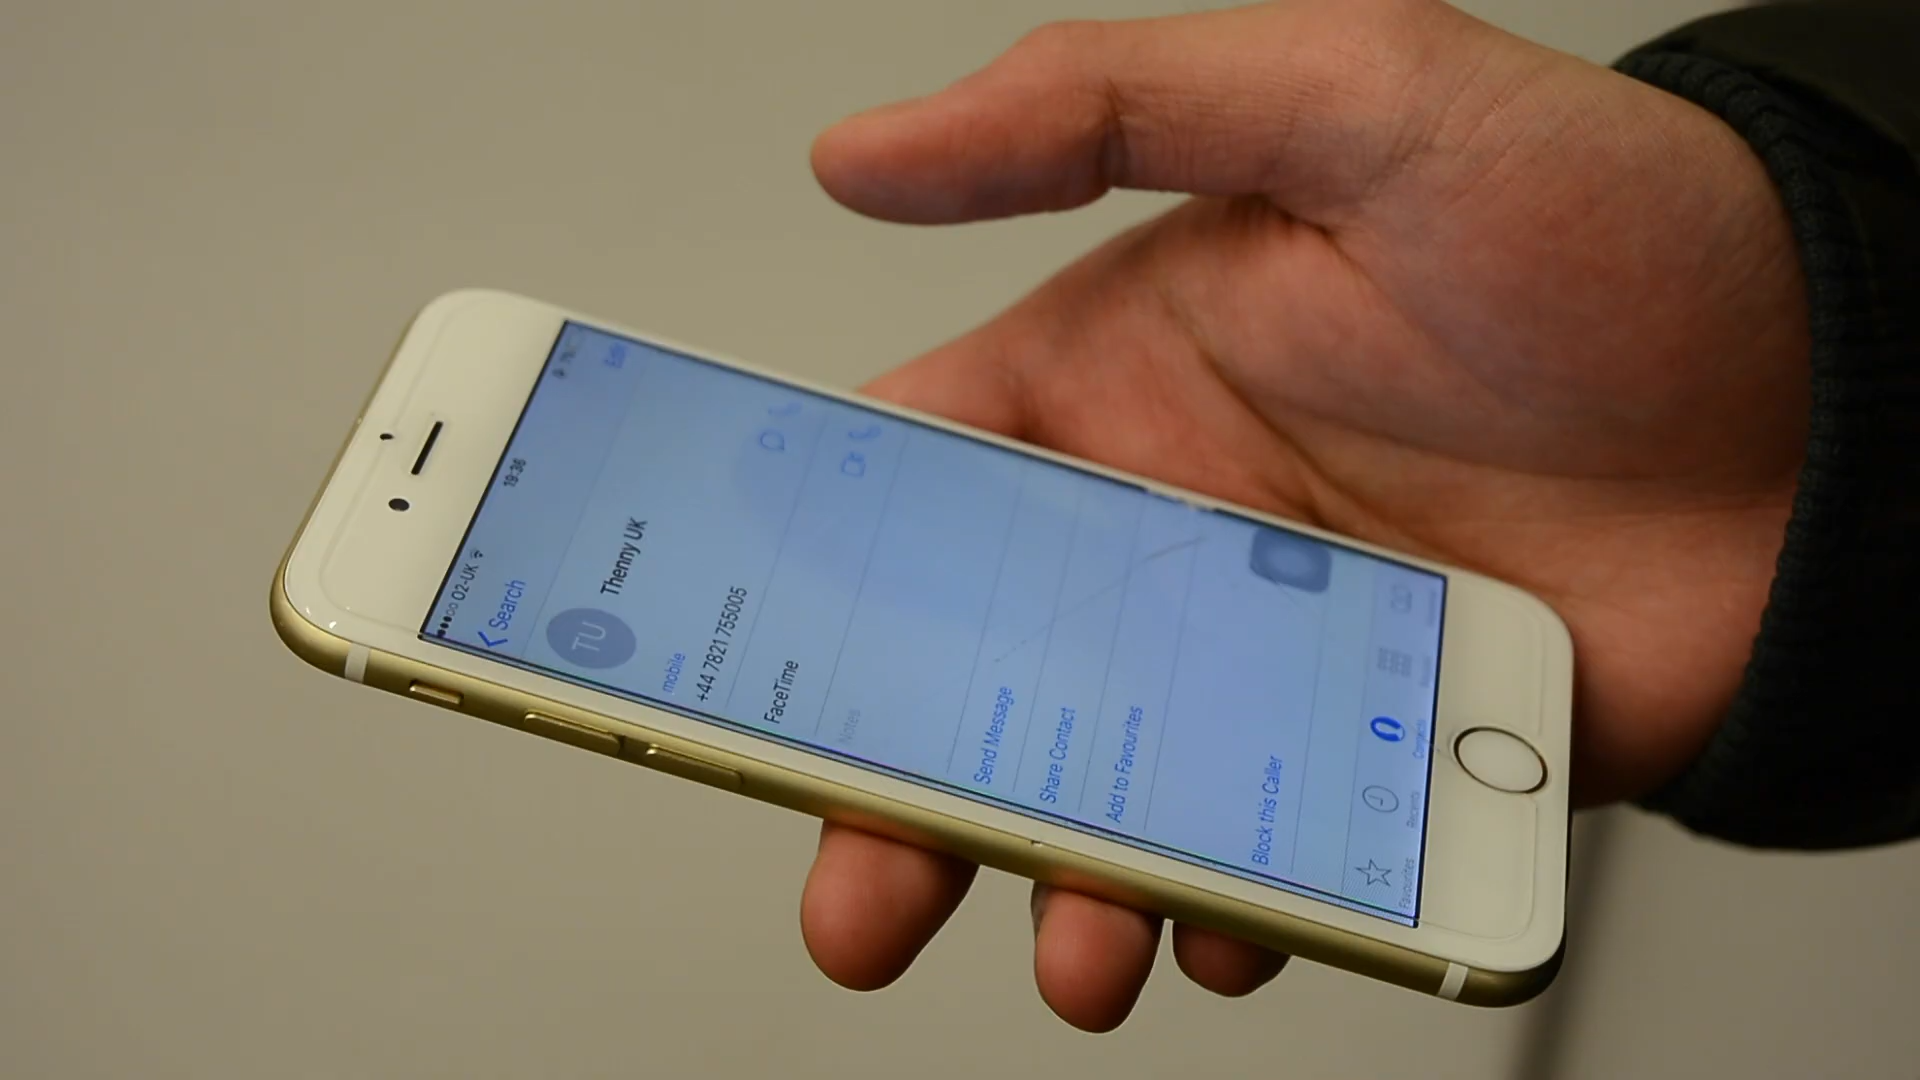 ●●●○○ O2-UK 19:36
Search Edit
TU Thenny UK
mobile
+44 7821 755005
FaceTime
Notes
Send Message
Share Contact
Add to Favourites
Block this Caller
Favourites Recents Contacts